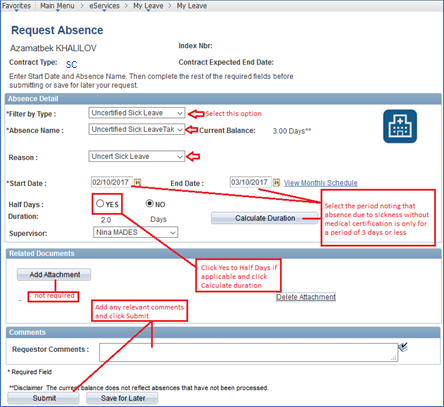 Favorites Main Menu > eServices > My Leave > My Leave
Request Absence
Azamatbek KHALILOV
Index Nbr:
Contract Type: SC
Contract Expected End Date:
Enter Start Date and Absence Name. Then complete the rest of the required fields before
submitting or save for later your request.
Absence Detail
*Filter by Type : Uncertified Sick Leave Select this option
*Absence Name : Uncertified Sick LeaveTak Current Balance: 3.00 Days**
Reason : Uncert Sick Leave
*Start Date : 02/10/2017 End Date : 03/10/2017 View Monthly Schedule
Half Days : YES NO
Duration: 2.0 Days Calculate Duration
Select the period noting that
absence due to sickness without
medical certification is only for
a period of 3 days or less
Supervisor: Nina MADES
Related Documents
Click Yes to Half Days if
applicable and click
Calculate duration
Add Attachment
not required
Delete Attachment
Add any relevant comments
and click Submit
Comments
Requestor Comments :
* Required Field
**Disclaimer The current balance does not reflect absences that have not been processed.
Submit Save for Later